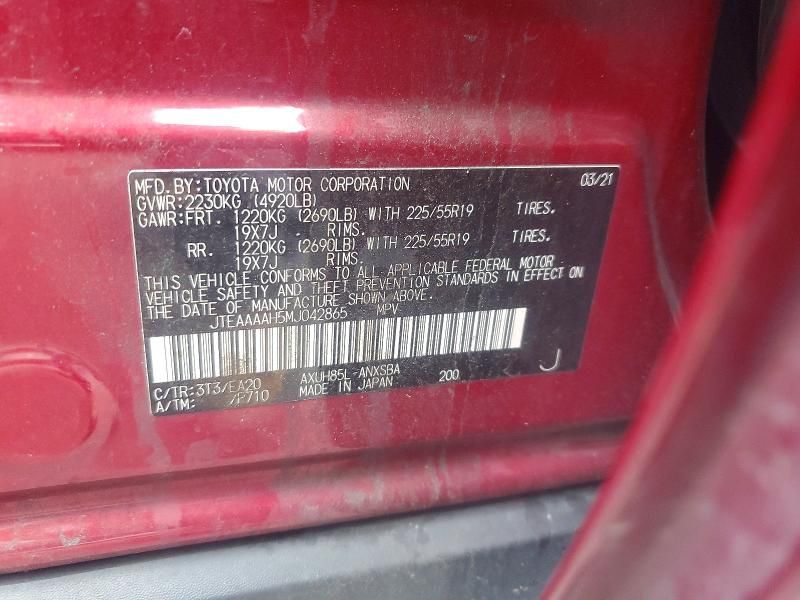 MFD.BY:TOYOTA MOTOR CORPORATION 03/21
GVWR:2230KG (4920LB)
GAWR:FRT. 1220KG (2690LB) WITH 225/55R19 TIRES.
19X7J RIMS.
RR. 1220KG (2690LB) WITH 225/55R19 TIRES.
19X7J RIMS.
THIS VEHICLE CONFORMS TO ALL APPLICABLE FEDERAL MOTOR
VEHICLE SAFETY AND THEFT PREVENTION STANDARDS IN EFFECT ON
THE DATE OF MANUFACTURE SHOWN ABOVE.
JTEAAAAH5MJ042865 MPV
C/TR:3T3/EA20 AXUH85L-ANXSBA 200 J
A/TM: /P710 MADE IN JAPAN